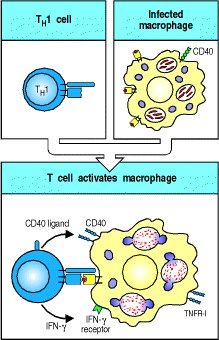 TH1 cell
Infected
macrophage
CD40
TH1
T cell activates macrophage
CD40 ligand
CD40
IFN-γ
IFN-γ
receptor
TNFR-I